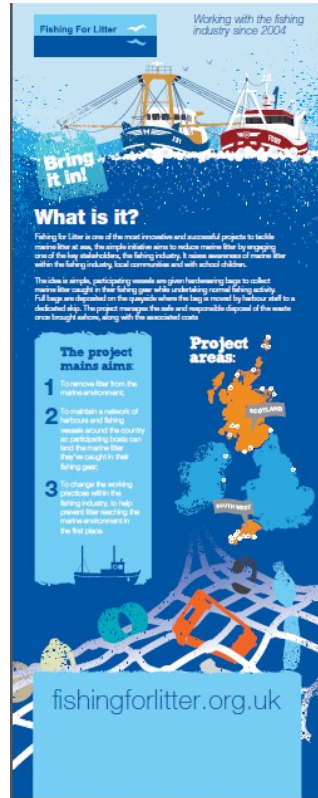 Fishing For Litter
Working with the fishing
industry since 2004
Bring
it in!
What is it?
Fishing for Litter is one of the most innovative and successful projects to tackle
marine litter at sea, the simple initiative aims to reduce marine litter by engaging
one of the key stakeholders, the fishing industry. It raises awareness of marine litter
within the fishing industry, local communities and with school children.
The idea is simple, participating vessels are given hardwearing bags to collect
marine litter caught in their fishing gear while undertaking normal fishing activity.
Full bags are deposited on the quayside where the bag is moved by harbour staff to a
dedicated skip. The project manages the safe and responsible disposal of the waste
once brought ashore, along with the associated costs
The project
mains aims:
1 To remove litter from the
marine environment;
2 To maintain a network of
harbours and fishing
vessels around the country
so participating boats can
land the marine litter
they've caught in their
fishing gear;
3 To change the working
practices within the
fishing industry, to help
prevent litter reaching the
marine environment in
the first place.
Project
areas:
SCOTLAND
SOUTH WEST
fishingforlitter.org.uk